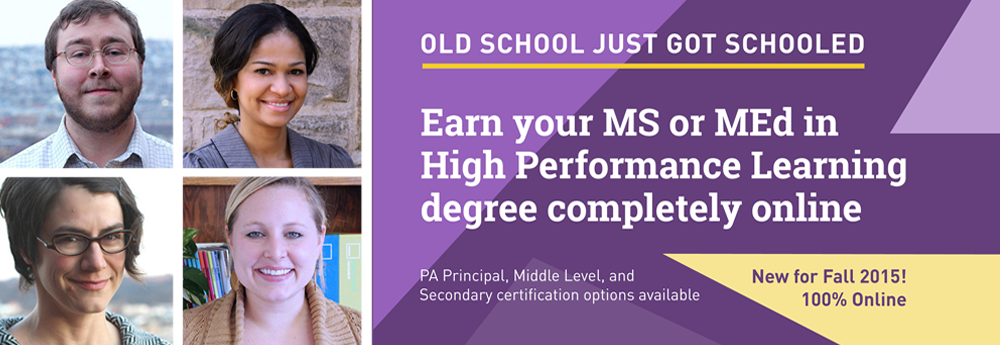 OLD SCHOOL JUST GOT SCHOOLED
Earn your MS or MEd in
High Performance Learning
degree completely online
PA Principal, Middle Level, and
Secondary certification options available
New for Fall 2015!
100% Online